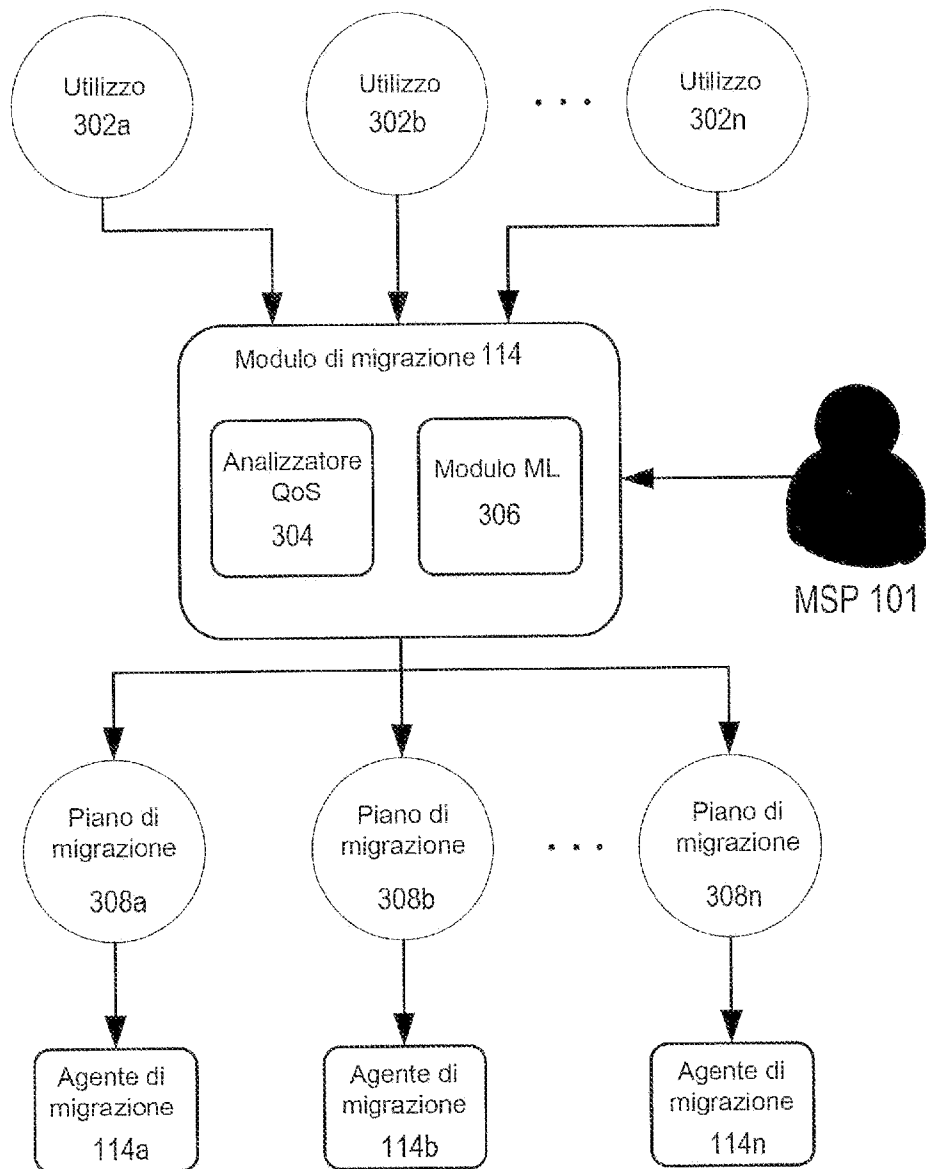 Utilizzo
302a
Utilizzo
302b
Utilizzo
302n
Modulo di migrazione 114
Analizzatore
QoS
304
Modulo ML
306
MSP 101
Piano di
migrazione
308a
Piano di
migrazione
308b
Piano di
migrazione
308n
Agente di
migrazione
114a
Agente di
migrazione
114b
Agente di
migrazione
114n